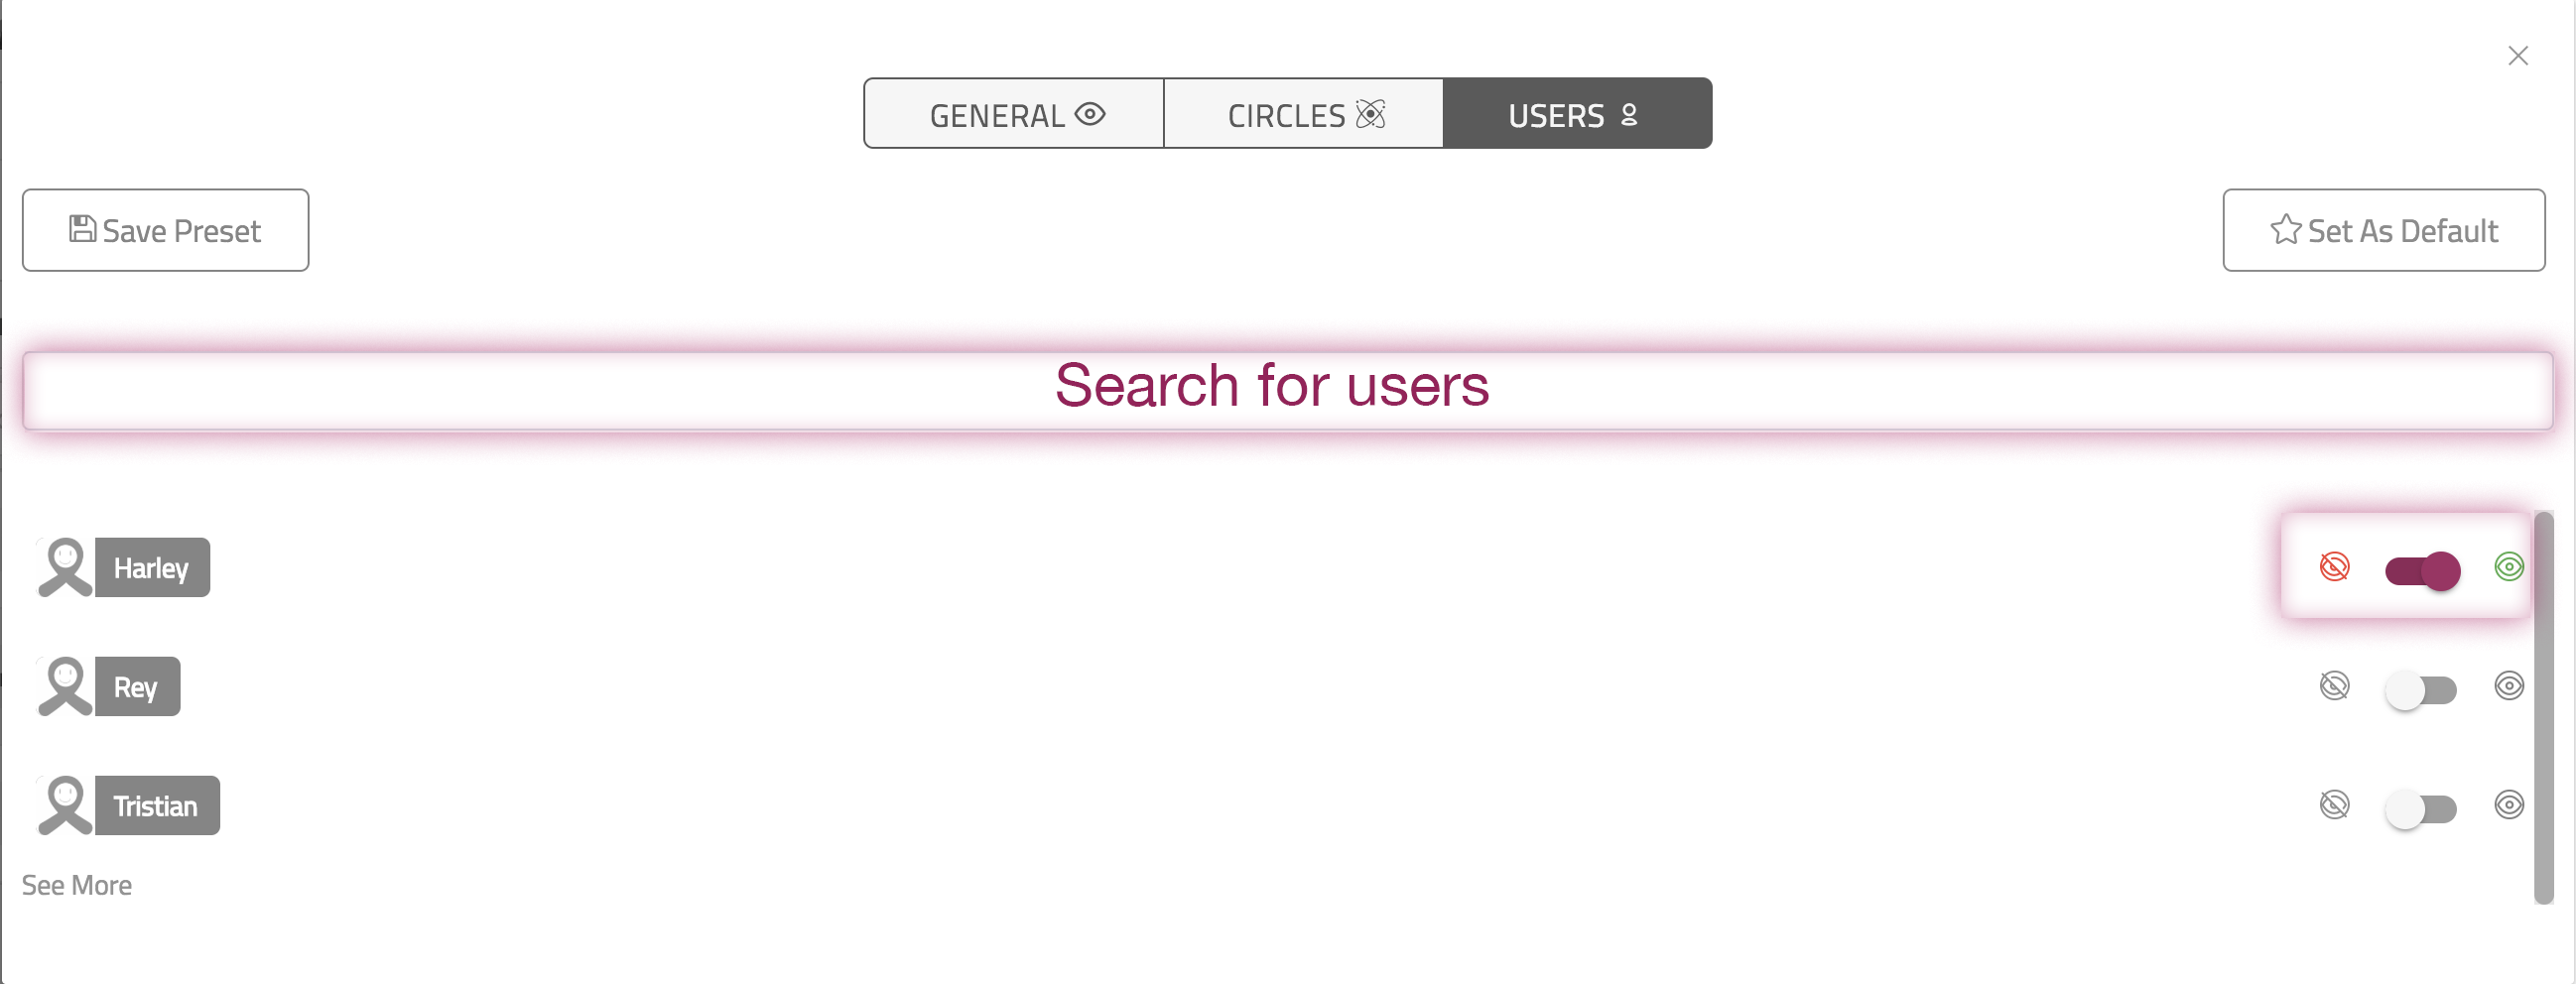 GENERAL
CIRCLES
USERS
Save Preset
Set As Default
Search for users
Harley
Rey
Tristian
See More